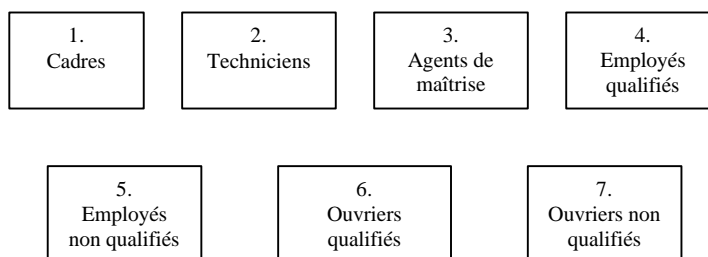 1.
Cadres
2.
Techniciens
3.
Agents de
maîtrise
4.
Employés
qualifiés
5.
Employés
non qualifiés
6.
Ouvriers
qualifiés
7.
Ouvriers non
qualifiés